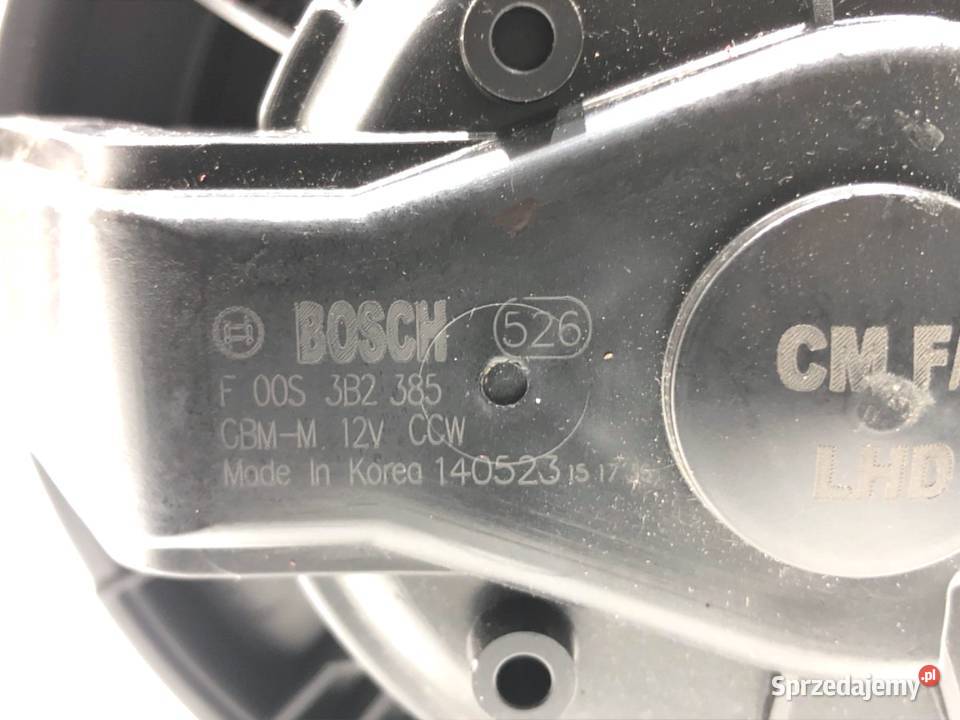 BOSCH 526
F 00S 3B2 385
CBM-M 12V CCW
Made In Korea 140523
CM FA
LHD
Sprzedajemy.pl